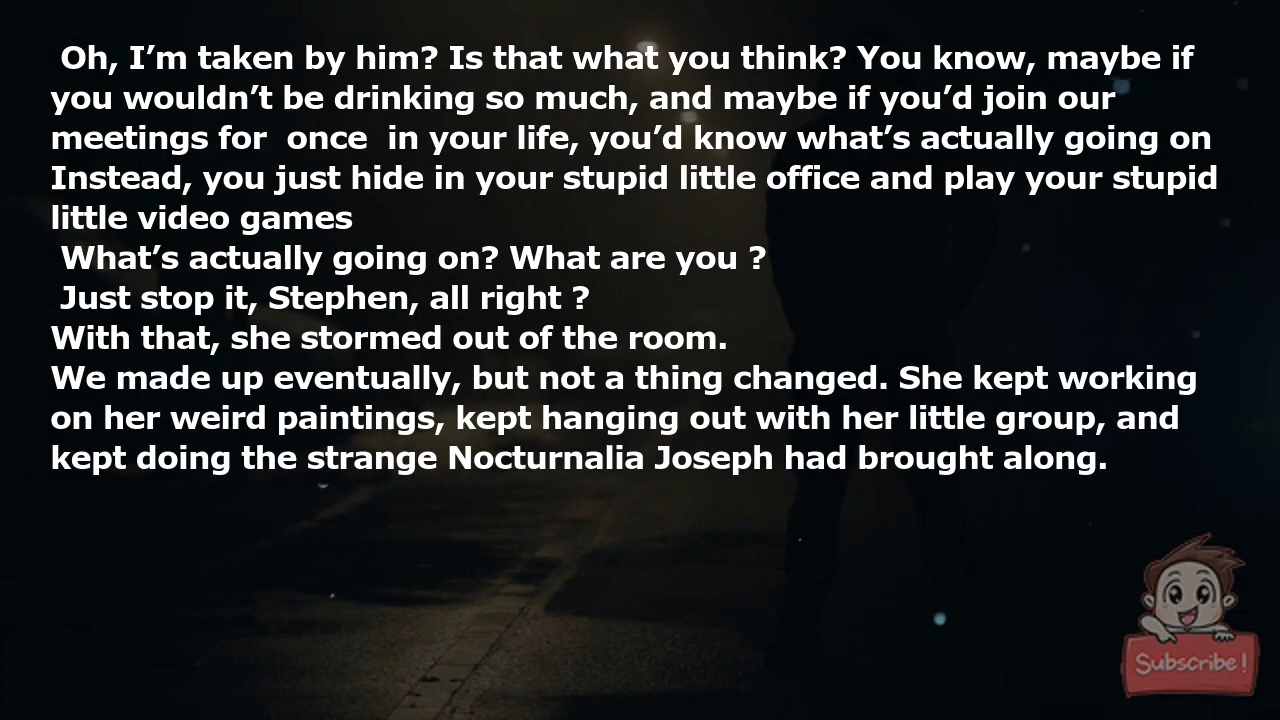 Oh, I’m taken by him? Is that what you think? You know, maybe if
you wouldn’t be drinking so much, and maybe if you’d join our
meetings for  once  in your life, you’d know what’s actually going on
Instead, you just hide in your stupid little office and play your stupid
little video games
What’s actually going on? What are you ?
Just stop it, Stephen, all right ?
With that, she stormed out of the room.
We made up eventually, but not a thing changed. She kept working
on her weird paintings, kept hanging out with her little group, and
kept doing the strange Nocturnalia Joseph had brought along.
Subscribe!